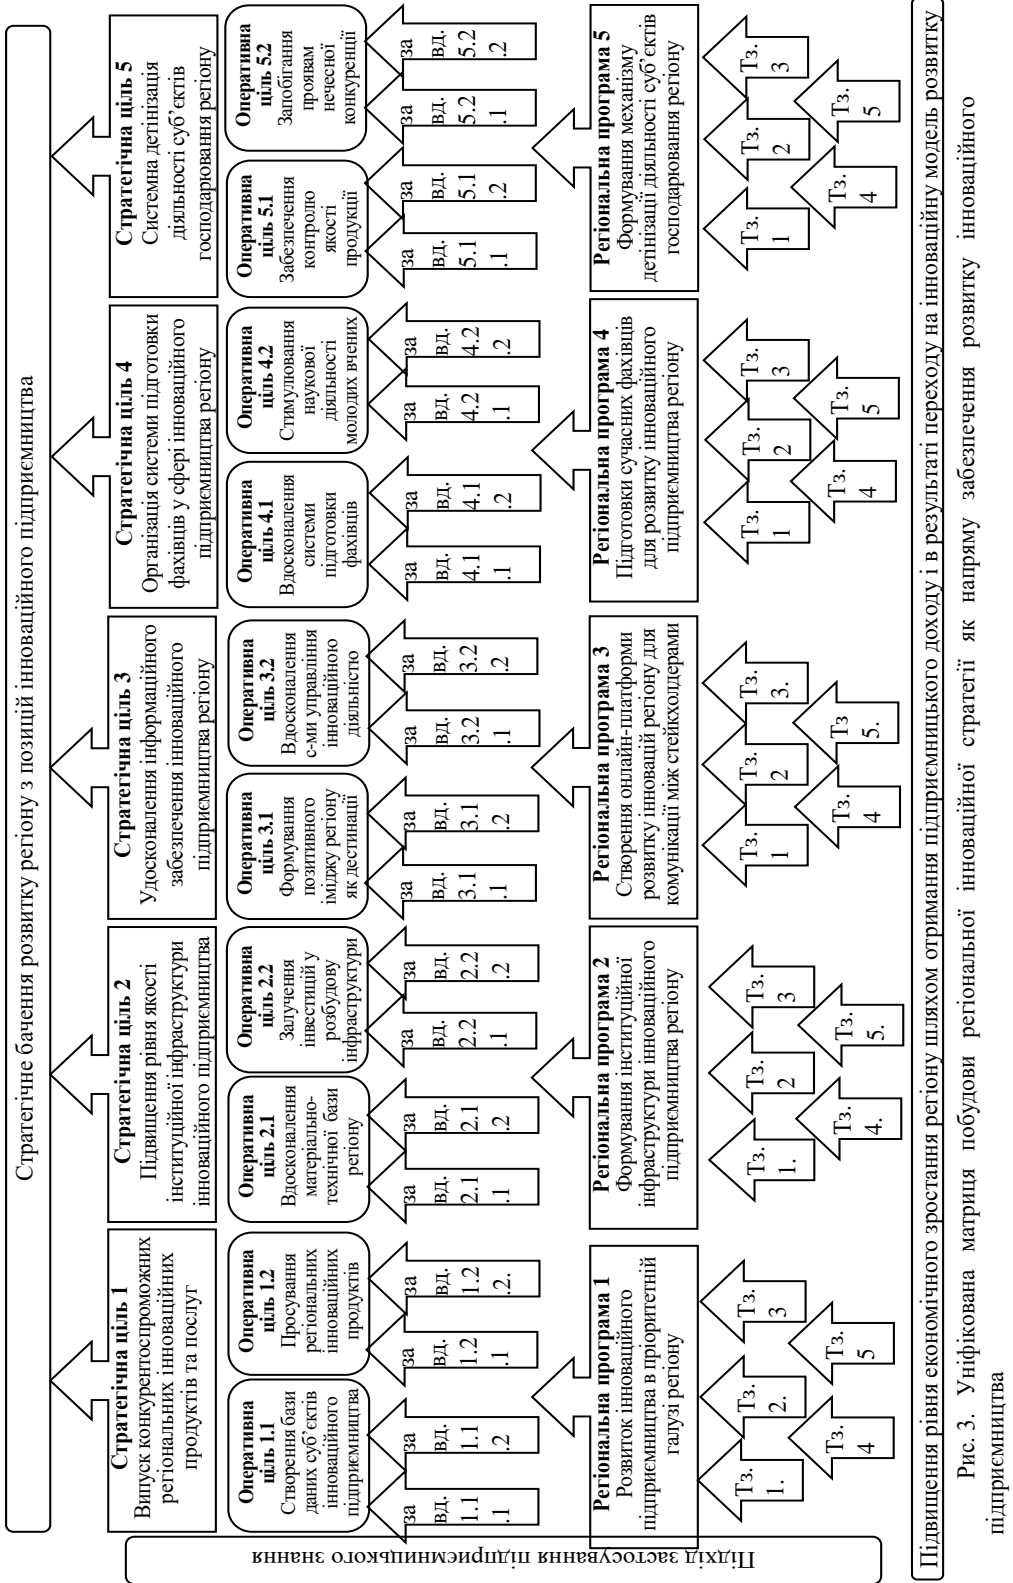 Стратегічне бачення розвитку регіону з позицій інноваційного підприємництва
Підхід застосування підприємницького знання
Стратегічна ціль 1
Випуск конкурентоспроможних
регіональних інноваційних
продуктів та послуг
Стратегічна ціль 2
Підвищення рівня якості
інституційної інфраструктури
інноваційного підприємництва
Стратегічна ціль 3
Удосконалення інформаційного
забезпечення інноваційного
підприємництва регіону
Стратегічна ціль 4
Організація системи підготовки
фахівців у сфері інноваційного
підприємництва регіону
Стратегічна ціль 5
Системна детінізація
діяльності суб’єктів
господарювання регіону
Оперативна
ціль 1.1
Створення бази
даних суб’єктів
інноваційного
підприємництва
Оперативна
ціль 1.2
Просування
регіональних
інноваційних
продуктів
Оперативна
ціль 2.1
Вдосконалення
матеріально-
технічної бази
регіону
Оперативна
ціль 2.2
Залучення
інвестицій у
розбудову
інфраструктури
Оперативна
ціль 3.1
Формування
позитивного
іміджу регіону
як дестинації
Оперативна
ціль 3.2
Вдосконалення
с-ми управління
інноваційною
діяльністю
Оперативна
ціль 4.1
Вдосконалення
системи
підготовки
фахівців
Оперативна
ціль 4.2
Стимулювання
наукової
діяльності
молодих вчених
Оперативна
ціль 5.1
Забезпечення
контролю
якості
продукції
Оперативна
ціль 5.2
Запобігання
проявам
нечесної
конкуренції
за
вд.
1.1
.1
за
вд.
1.1
.2
за
вд.
1.2
.1
за
вд.
1.2
.2.
за
вд.
2.1
.1
за
вд.
2.1
.2
за
вд.
2.2
.1
за
вд.
2.2
.2
за
вд.
3.1
.1
за
вд.
3.1
.2
за
вд.
3.2
.1
за
вд.
3.2
.2
за
вд.
4.1
.1
за
вд.
4.1
.2
за
вд.
4.2
.1
за
вд.
4.2
.2
за
вд.
5.1
.1
за
вд.
5.1
.2
за
вд.
5.2
.1
за
вд.
5.2
.2
Регіональна програма 1
Розвиток інноваційного
підприємництва в пріоритетній
галузі регіону
Регіональна програма 2
Формування інституційної
інфраструктури інноваційного
підприємництва регіону
Регіональна програма 3
Створення онлайн-платформи
розвитку інновацій регіону для
комунікації між стейкхолдерами
Регіональна програма 4
Підготовки сучасних фахівців
для розвитку інноваційного
підприємництва регіону
Регіональна програма 5
Формування механізму
детінізації діяльності суб’єктів
господарювання регіону
Тз.
1.
Тз.
2.
Тз.
3
Тз.
4
Тз.
5
Тз.
1.
Тз.
2
Тз.
3
Тз.
4.
Тз.
5.
Тз.
1
Тз.
2
Тз.
3.
Тз.
4
Тз
5.
Тз.
1
Тз.
2
Тз.
3
Тз.
4
Тз.
5
Тз.
1
Тз.
2
Тз.
3
Тз.
4
Тз.
5
Підвищення рівня економічного зростання регіону шляхом отримання підприємницького доходу і в результаті переходу на інноваційну модель розвитку
Рис. 3. Уніфікована матриця побудови регіональної інноваційної стратегії як напряму забезпечення розвитку інноваційного
підприємництва